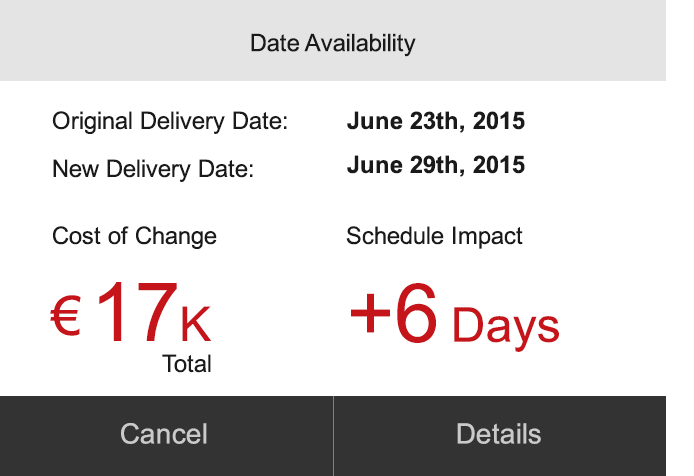 Date Availability
Original Delivery Date: June 23th, 2015
New Delivery Date: June 29th, 2015
Cost of Change Schedule Impact
€ 17K +6 Days
Total
Cancel Details